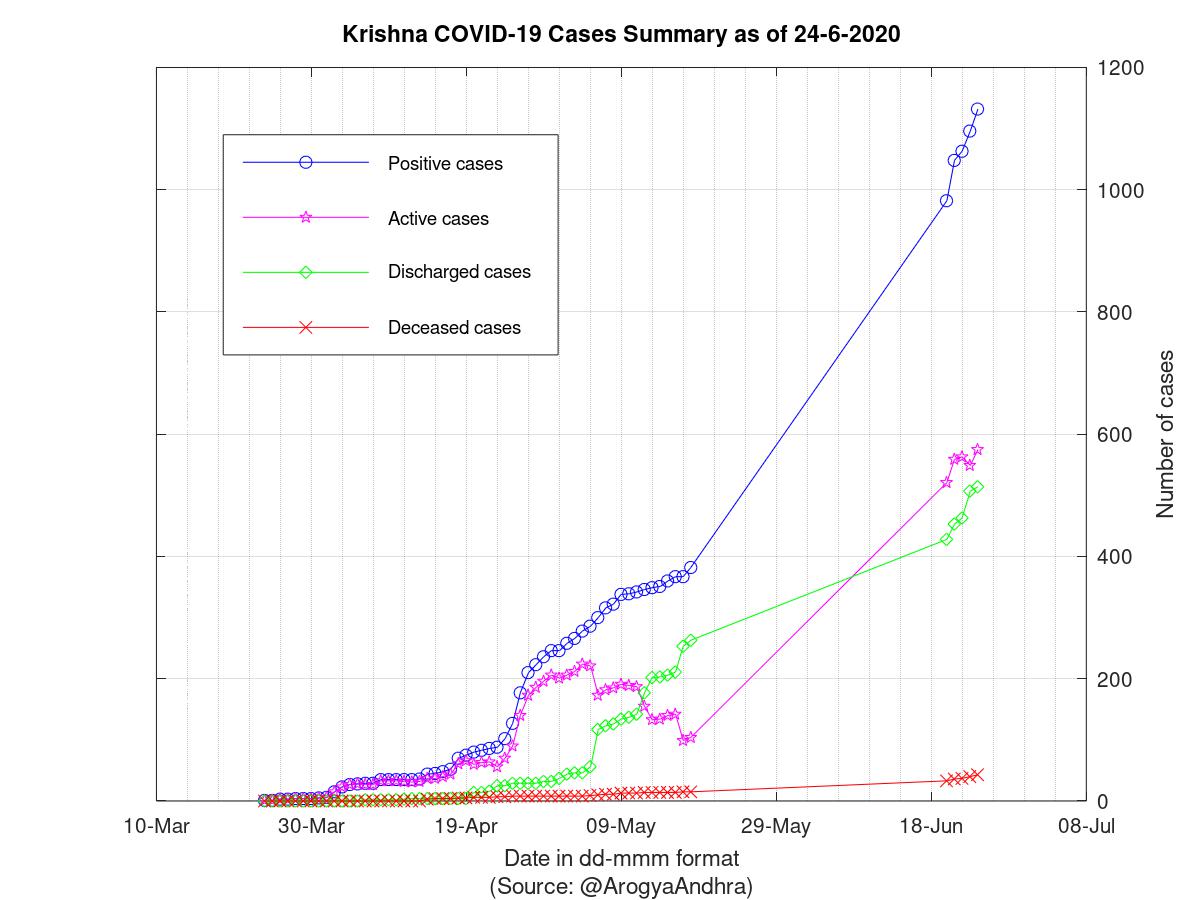 Krishna COVID-19 Cases Summary as of 24-6-2020
Positive cases
Active cases
Discharged cases
Deceased cases
1200
1000
800
600
400
200
0
Number of cases
10-Mar 30-Mar 19-Apr 09-May 29-May 18-Jun 08-Jul
Date in dd-mmm format
(Source: @ArogyaAndhra)